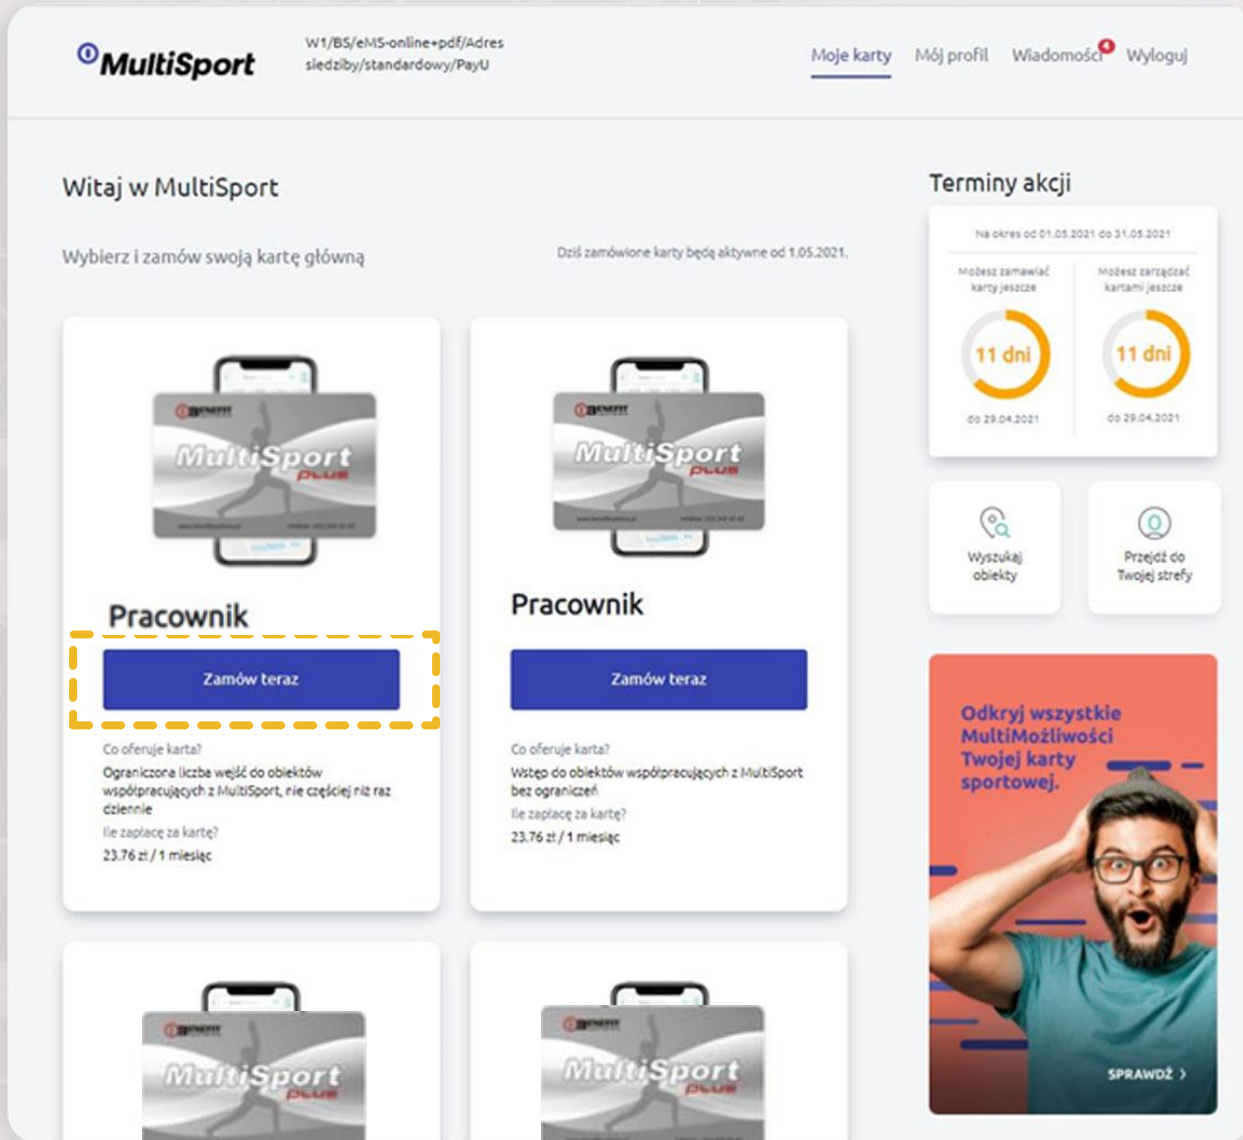 MultiSport
W1/BS/eMS-online+pdf/Adres
siedziby/standardowy/PayU
Moje karty
Mój profil
Wiadomości
4
Wyloguj
Witaj w MultiSport
Wybierz i zamów swoją kartę główną
Dziś zamówione karty będą aktywne od 1.05.2021.
BENEFIT
MultiSport
PLUS
Pracownik
Zamów teraz
Co oferuje karta?
Ograniczona liczba wejść do obiektów
współpracujących z MultiSport, nie częściej niż raz
dziennie
Ile zapłacę za kartę?
23.76 zł / 1 miesiąc
BENEFIT
MultiSport
PLUS
Pracownik
Zamów teraz
Co oferuje karta?
Wstęp do obiektów współpracujących z MultiSport
bez ograniczeń
Ile zapłacę za kartę?
23.76 zł / 1 miesiąc
BENEFIT
MultiSport
PLUS
BENEFIT
MultiSport
PLUS
Terminy akcji
Na okres od 01.05.2021 do 31.05.2021
Możesz zamawiać
karty jeszcze
11 dni
do 29.04.2021
Możesz zarządzać
kartami jeszcze
11 dni
do 29.04.2021
Wyszukaj
obiekty
Przejdź do
Twojej strefy
Odkryj wszystkie
MultiMożliwości
Twojej karty
sportowej.
SPRAWDŹ